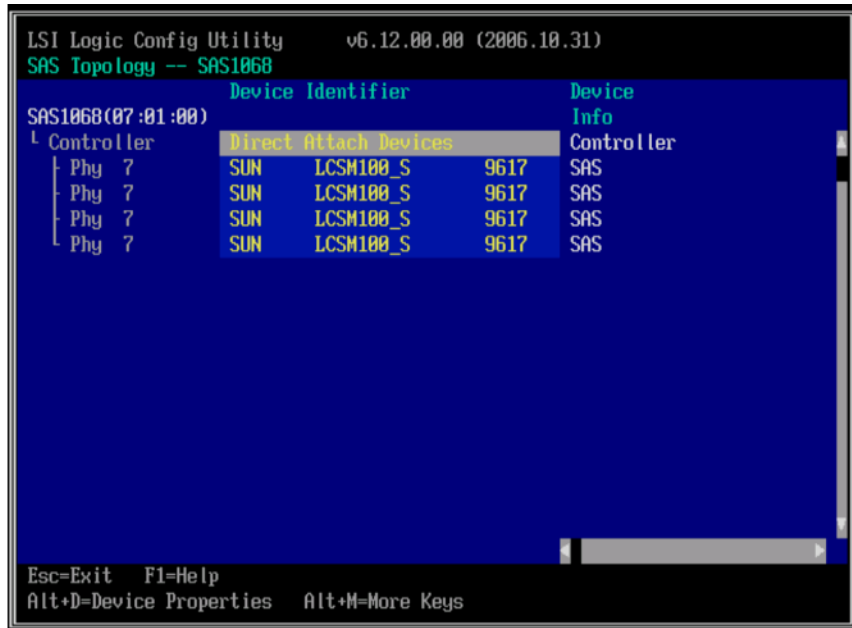 LSI Logic Config Utility v6.12.00.00 (2006.10.31)
SAS Topology -- SAS1068
Device Identifier Device
SAS1068(07:01:00) Info
Controller Direct Attach Devices Controller
Phy 7 SUN LCSM100_S 9617 SAS
Phy 7 SUN LCSM100_S 9617 SAS
Phy 7 SUN LCSM100_S 9617 SAS
Phy 7 SUN LCSM100_S 9617 SAS
Esc=Exit F1=Help
Alt+D=Device Properties Alt+M=More Keys